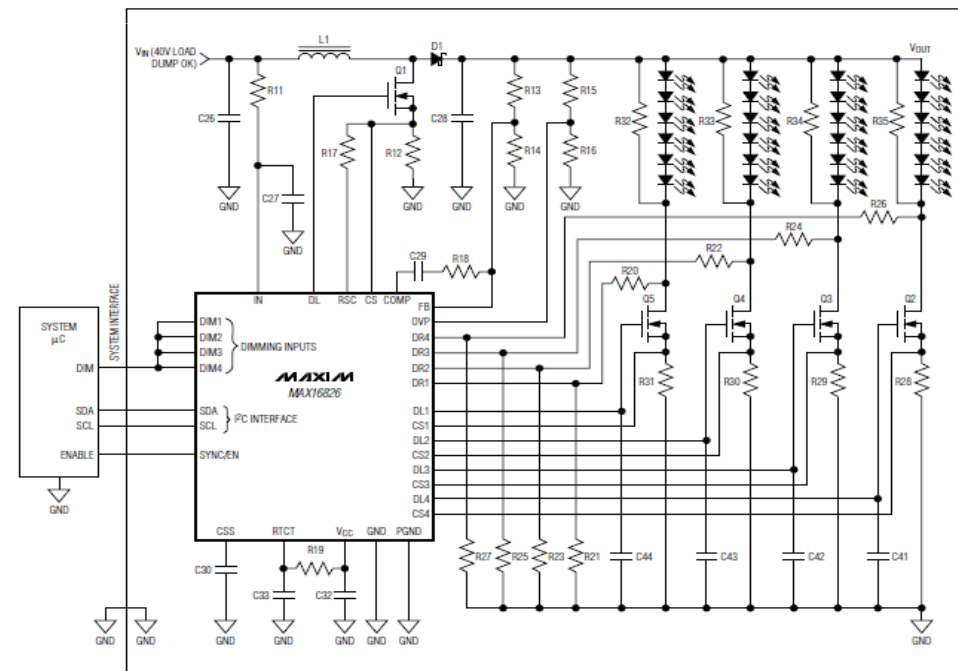 L1
VIN (40V LOAD
DUMP OK)
D1
VOUT
Q1
R11
R13
R15
C26
C28
R32
R33
R34
R35
R17
R12
R14
R16
C27
GND
GND
GND
GND
GND
GND
R26
R24
R22
R20
C29
R18
IN
DL
RSC
CS
COMP
FB
OVP
DR4
DR3
DR2
DR1
DL1
CS1
DL2
CS2
DL3
CS3
DL4
CS4
Q5
Q4
Q3
Q2
R31
R30
R29
R28
SYSTEM
µC
SYSTEM INTERFACE
DIM
SDA
SCL
ENABLE
GND
DIM1
DIM2
DIM3
DIM4
DIMMING INPUTS
MAXIM
MAX16826
SDA
SCL
I2C INTERFACE
SYNC/EN
CSS
RTCT
VCC
GND
PGND
R19
C30
C33
C32
R27
R25
R23
R21
C44
C43
C42
C41
GND
GND
GND
GND
GND
GND
GND
GND